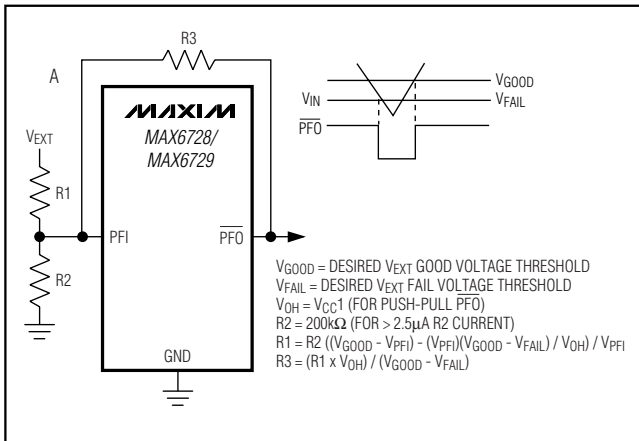 R3
A
MAXIM
MAX6728/
MAX6729
VEXT
R1
PFI
PFO
R2
GND
VGOOD
VIN
VFAIL
PFO
VGOOD = DESIRED VEXT GOOD VOLTAGE THRESHOLD
VFAIL = DESIRED VEXT FAIL VOLTAGE THRESHOLD
VOH = VCC1 (FOR PUSH-PULL PFO)
R2 = 200kΩ (FOR > 2.5µA R2 CURRENT)
R1 = R2 ((VGOOD - VPFI) - (VPFI)(VGOOD - VFAIL) / VOH) / VPFI
R3 = (R1 x VOH) / (VGOOD - VFAIL)